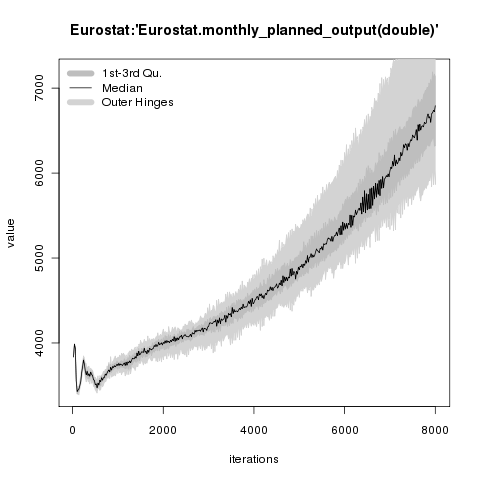 Eurostat:'Eurostat.monthly_planned_output(double)'
1st-3rd Qu.
Median
Outer Hinges
7000
6000
5000
4000
value
0 2000 4000 6000 8000
iterations